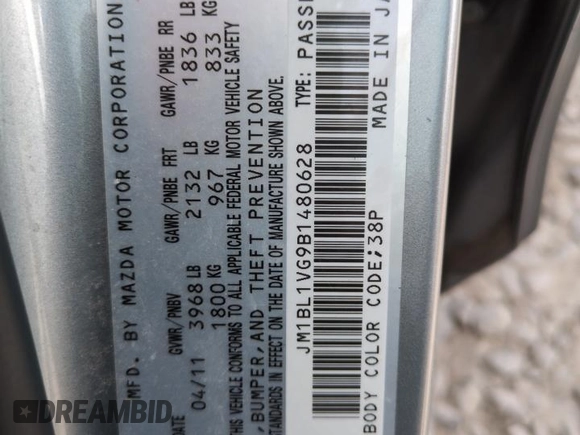 MFD. BY MAZDA MOTOR CORPORATION
GVWR/PNBV GAWR/PNBE FRT GAWR/PNBE RR
DATE
04/11 3968 LB 2132 LB 1836 LB
1800 KG 967 KG 833 KG
THIS VEHICLE CONFORMS TO ALL APPLICABLE FEDERAL MOTOR VEHICLE SAFETY
, BUMPER, AND THEFT PREVENTION
STANDARDS IN EFFECT ON THE DATE OF MANUFACTURE SHOWN ABOVE.
JM1BL1VG9B1480628 TYPE: PASS
BODY COLOR CODE;38P MADE IN JA
DREAMBID